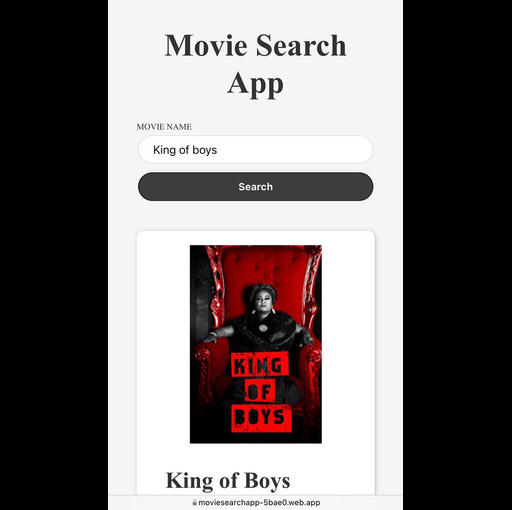 Movie Search
App
MOVIE NAME
King of boys
Search
KING
OF
BOYS
King of Boys
moviesearchapp-5bae0.web.app